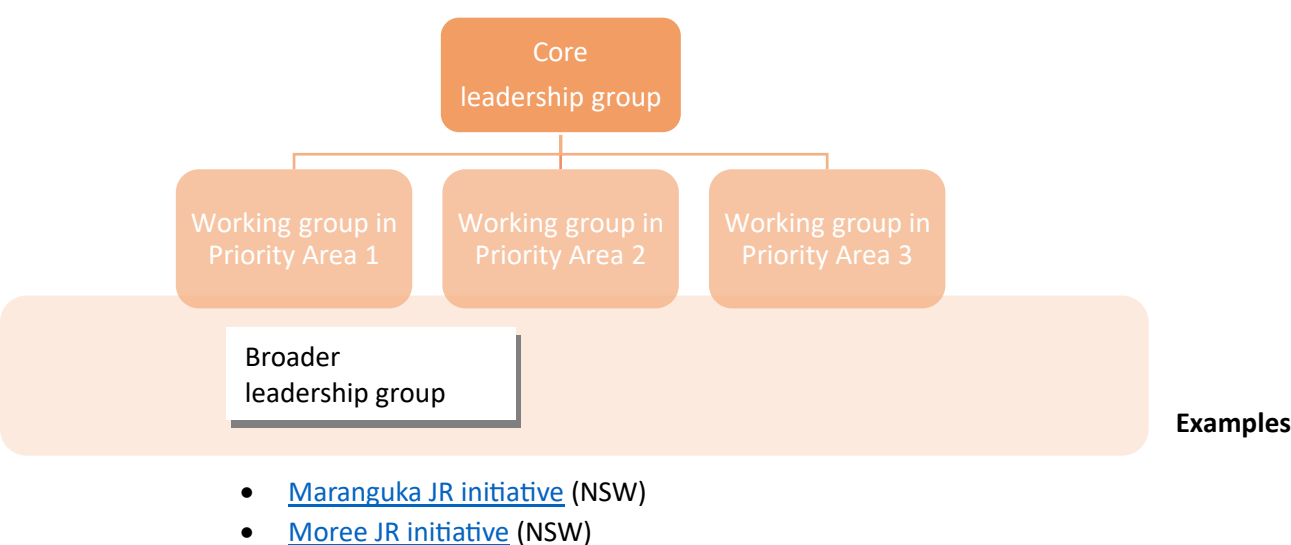 Core
leadership group
Working group in
Priority Area 1
Working group in
Priority Area 2
Working group in
Priority Area 3
Broader
leadership group
Examples
• Maranguka JR initiative (NSW)
• Moree JR initiative (NSW)